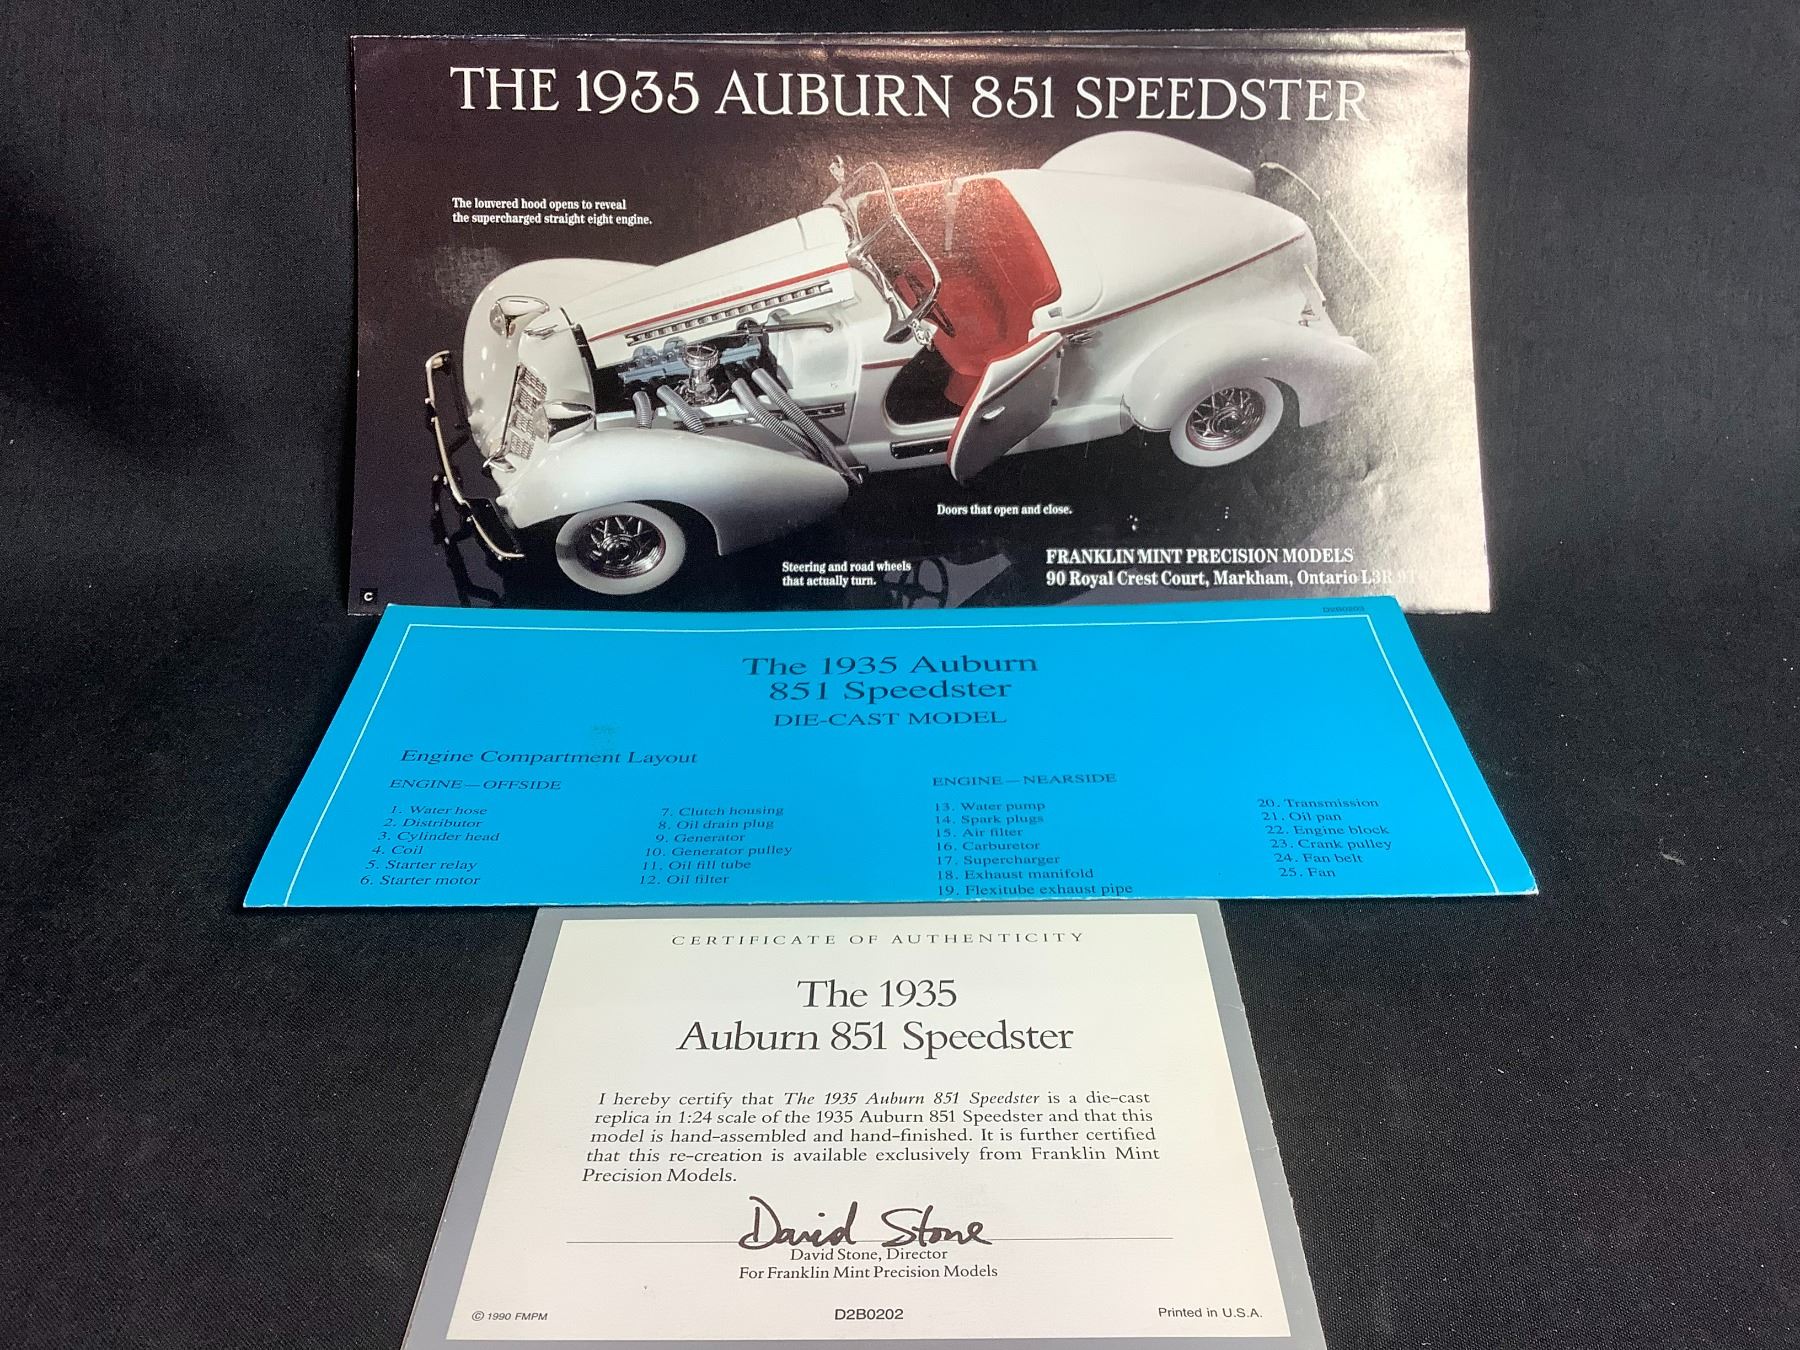 THE 1935 AUBURN 851 SPEEDSTER
The louvered hood opens to reveal
the supercharged straight eight engine.
Doors that open and close.
Steering and road wheels
that actually turn.
FRANKLIN MINT PRECISION MODELS
90 Royal Crest Court, Markham, Ontario L3R
C
D2B0203
The 1935 Auburn
851 Speedster
DIE-CAST MODEL
Engine Compartment Layout
ENGINE—OFFSIDE
1. Water hose
2. Distributor
3. Cylinder head
4. Coil
5. Starter relay
6. Starter motor
7. Clutch housing
8. Oil drain plug
9. Generator
10. Generator pulley
11. Oil fill tube
12. Oil filter
ENGINE—NEARSIDE
13. Water pump
14. Spark plugs
15. Air filter
16. Carburetor
17. Supercharger
18. Exhaust manifold
19. Flexitube exhaust pipe
20. Transmission
21. Oil pan
22. Engine block
23. Crank pulley
24. Fan belt
25. Fan
CERTIFICATE OF AUTHENTICITY
The 1935
Auburn 851 Speedster
I hereby certify that The 1935 Auburn 851 Speedster is a die-cast
replica in 1:24 scale of the 1935 Auburn 851 Speedster and that this
model is hand-assembled and hand-finished. It is further certified
that this re-creation is available exclusively from Franklin Mint
Precision Models.
David Stone
David Stone, Director
For Franklin Mint Precision Models
© 1990 FMPM
D2B0202
Printed in U.S.A.